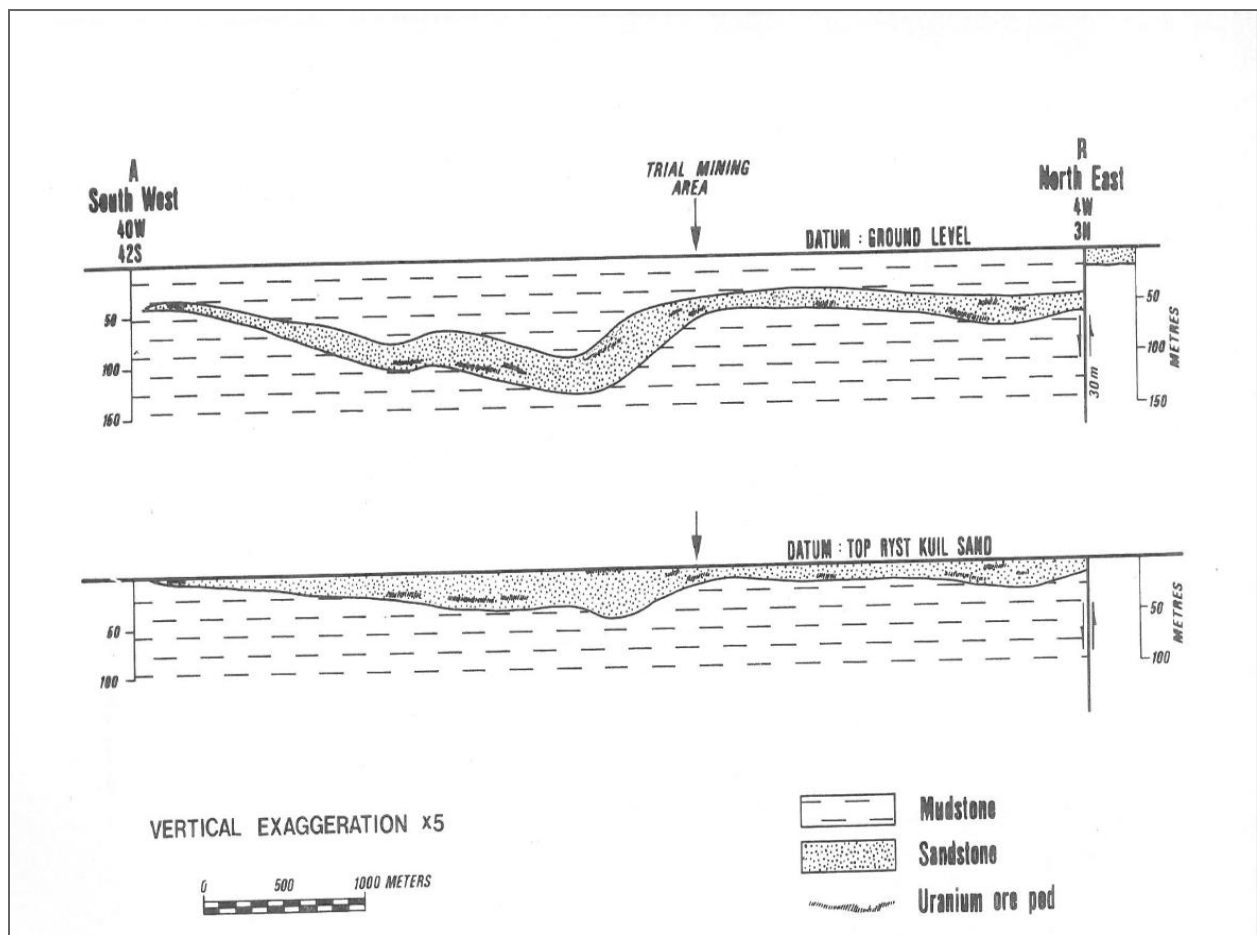 A
South West
40W
42S
TRIAL MINING
AREA
R
North East
4W
3N
DATUM : GROUND LEVEL
50
100
150
50
100
150
METRES
30m
DATUM : TOP RYST KUIL SAND
60
100
50
100
METRES
VERTICAL EXAGGERATION x5
0 500 1000 METERS
Mudstone
Sandstone
Uranium ore pod